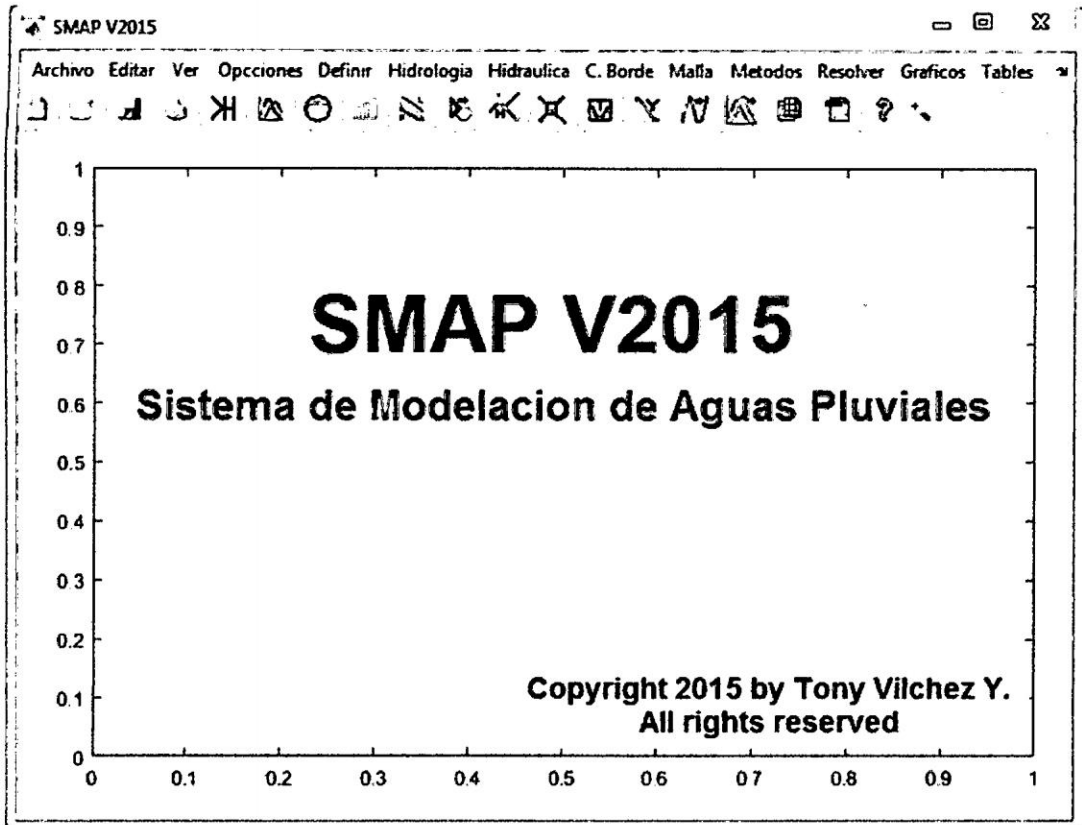 SMAP V2015
Archivo Editar Ver Opcciones Definir Hidrologia Hidraulica C. Borde Malla Metodos Resolver Graficos Tables
1
0.9
0.8
0.7
0.6
0.5
0.4
0.3
0.2
0.1
0
SMAP V2015
Sistema de Modelacion de Aguas Pluviales
Copyright 2015 by Tony Vilchez Y.
All rights reserved
0 0.1 0.2 0.3 0.4 0.5 0.6 0.7 0.8 0.9 1